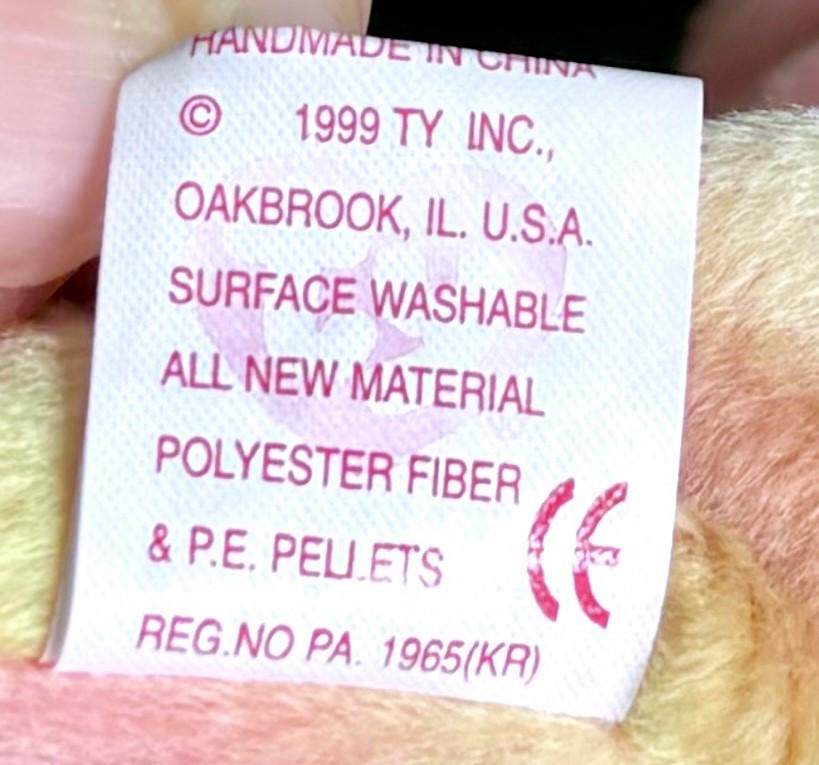 HANDMADE IN CHINA
© 1999 TY INC.,
OAKBROOK, IL. U.S.A.
SURFACE WASHABLE
ALL NEW MATERIAL
POLYESTER FIBER
& P.E. PELLETS
CE
REG.NO PA. 1965(KR)